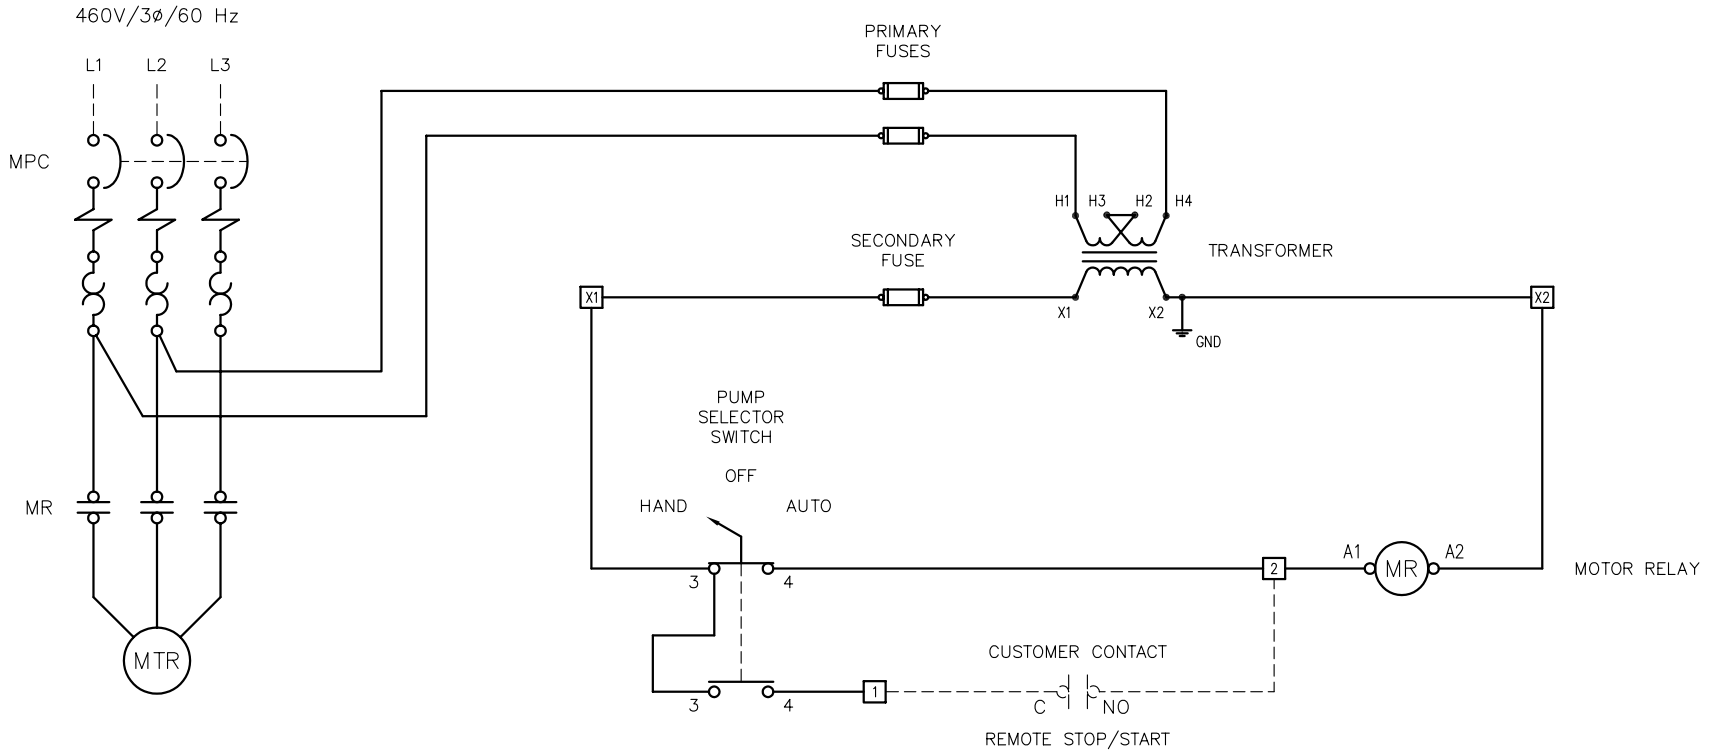 460V/3ø/60 Hz
L1 L2 L3
MPC
PRIMARY
FUSES
H1 H3 H2 H4
TRANSFORMER
SECONDARY
FUSE
X1
X1 X2
X2
GND
PUMP
SELECTOR
SWITCH
OFF
HAND AUTO
MR
3 4
2
A1 MR A2
MOTOR RELAY
MTR
3 4
1
CUSTOMER CONTACT
C NO
REMOTE STOP/START